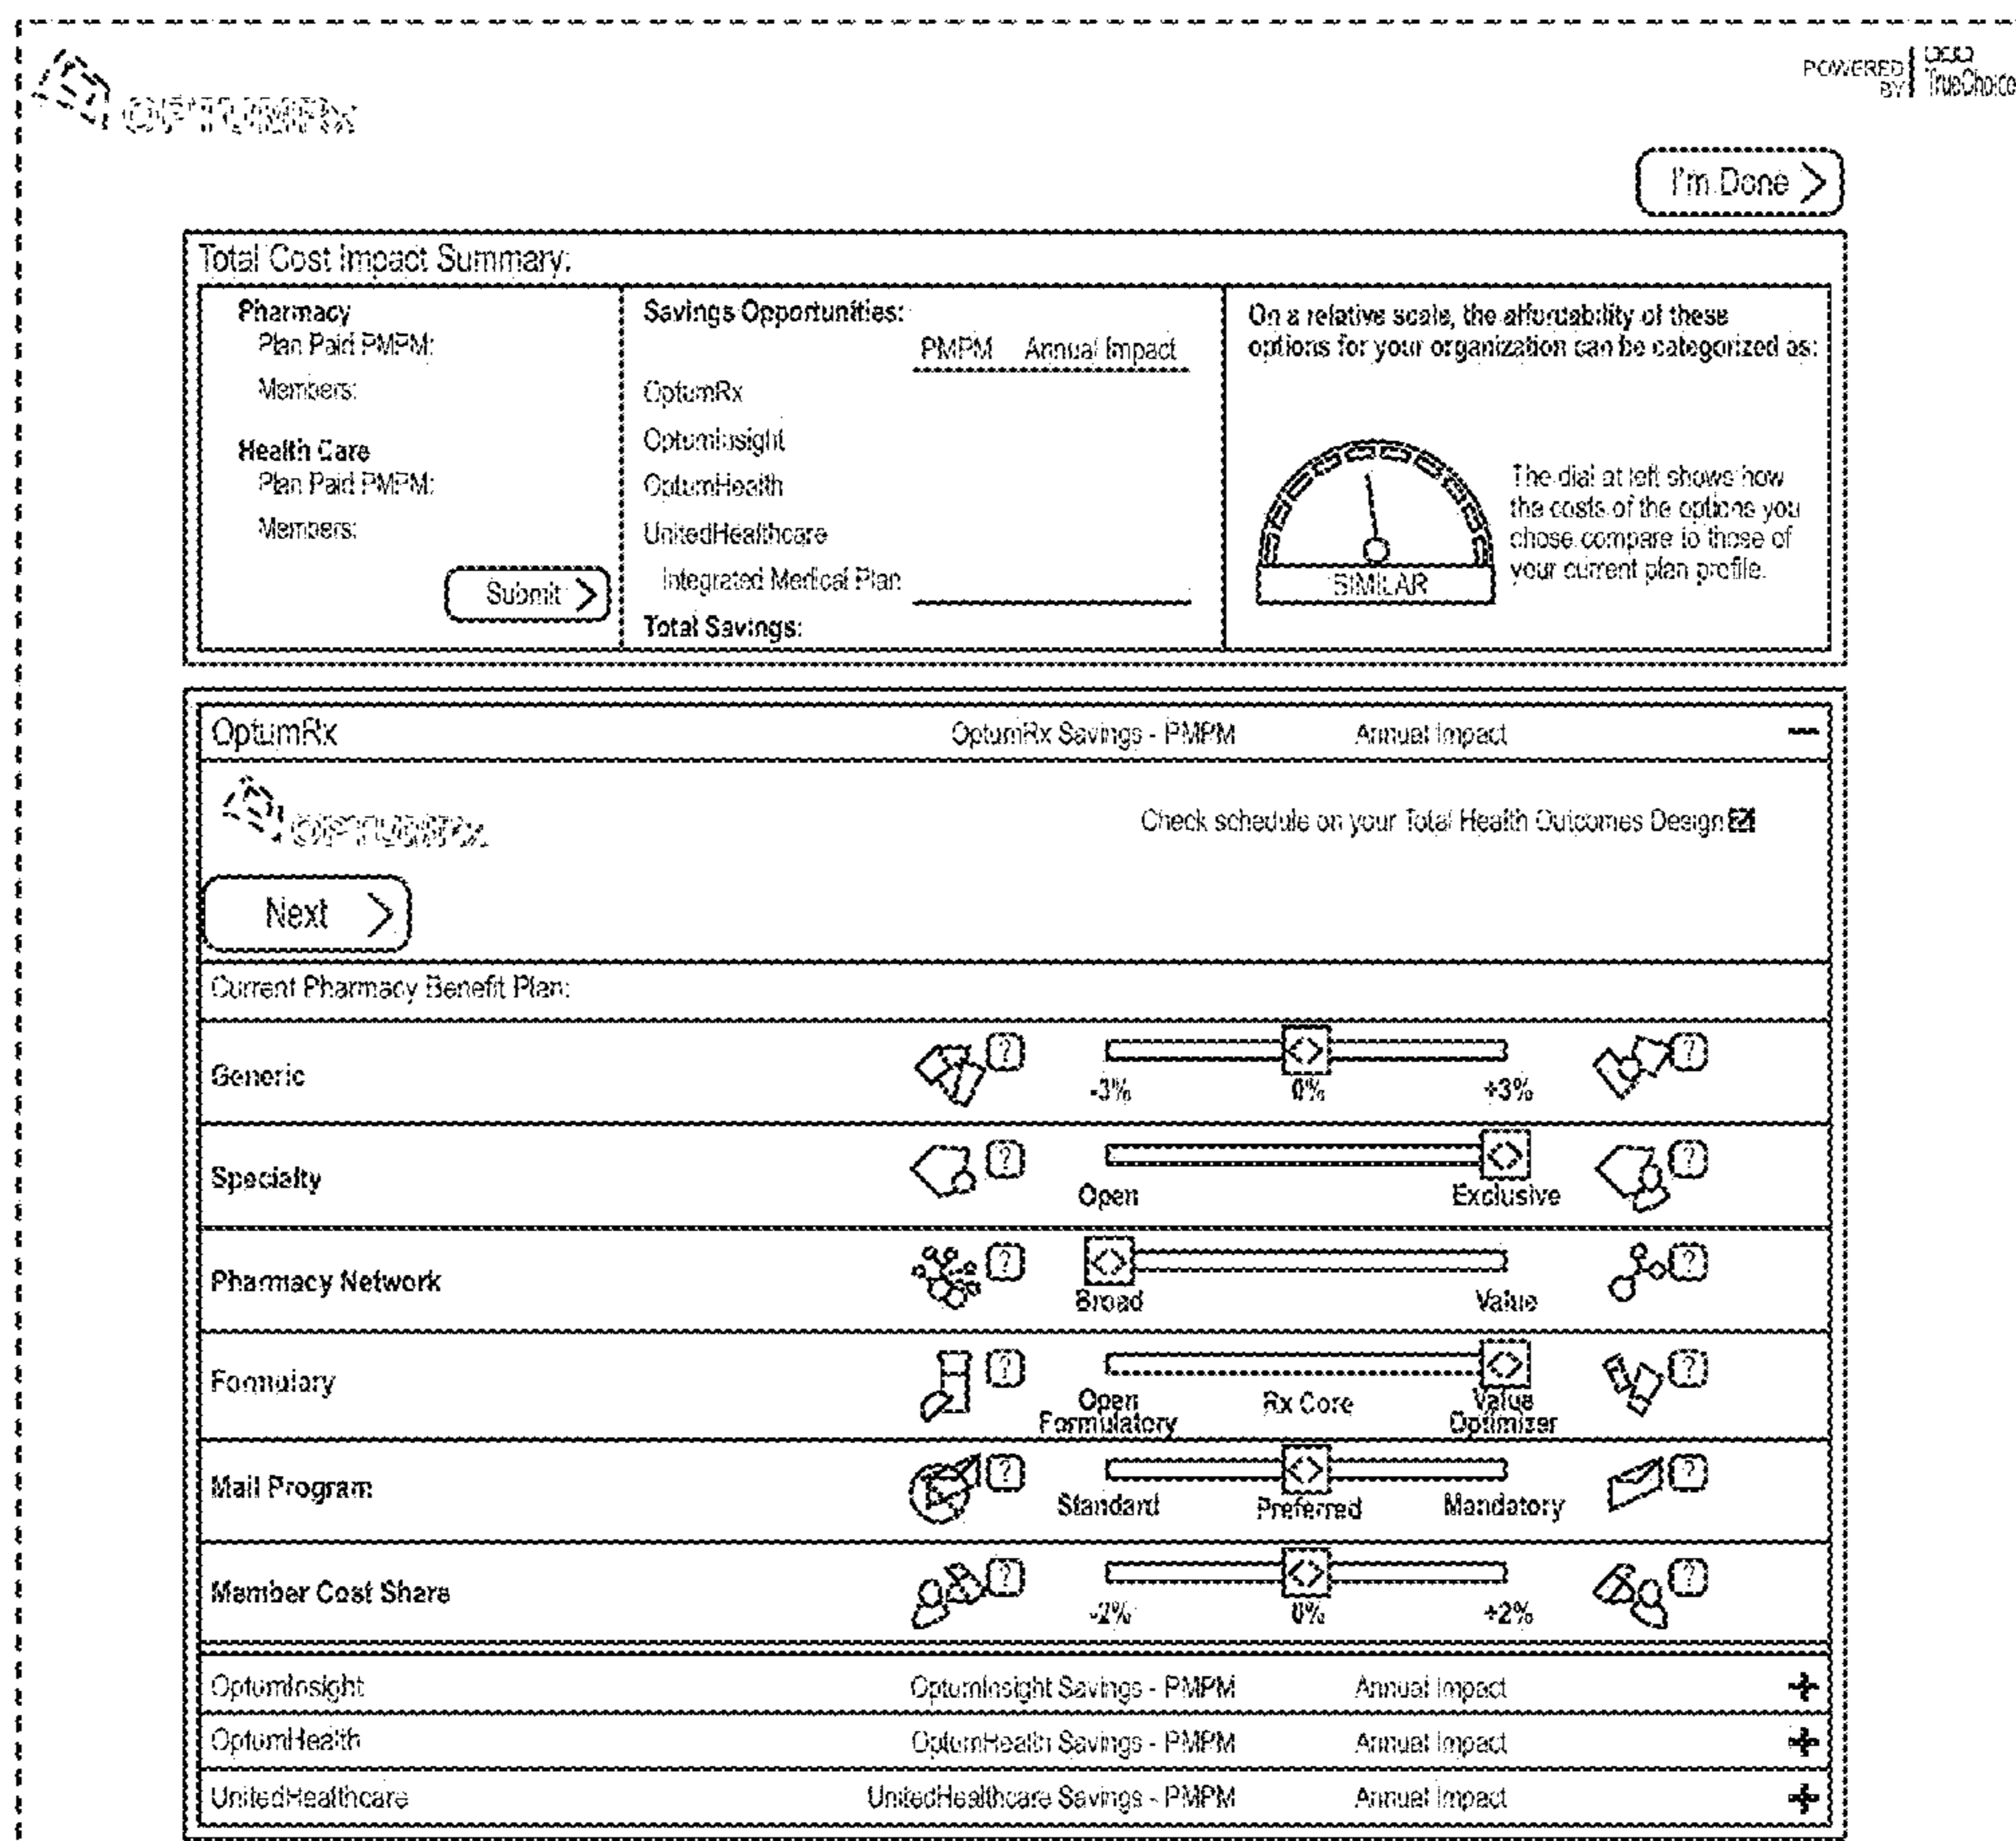 OPTUMRx
POWERED BY
TrueChoice
I'm Done >
Total Cost Impact Summary:
Pharmacy
Plan Paid PMPM:
Members:
Health Care
Plan Paid PMPM:
Members:
Submit >
Savings Opportunities:
PMPM Annual Impact
OptumRx
OptumInsight
OptumHealth
UnitedHealthcare
Integrated Medical Plan
Total Savings:
On a relative scale, the affordability of these
options for your organization can be categorized as:
SIMILAR
The dial at left shows how
the costs of the options you
chose compare to those of
your current plan profile.
OptumRx OptumRx Savings - PMPM Annual Impact
OPTUMRx
Check schedule on your Total Health Outcomes Design
Next >
Current Pharmacy Benefit Plan:
Generic ? ?
-3% 0% +3%
Specialty ? ?
Open Exclusive
Pharmacy Network ? ?
Broad Value
Formulary ? ?
Open Rx Core Value
Formulatory Optimizer
Mail Program ? ?
Standard Preferred Mandatory
Member Cost Share ? ?
-2% 0% +2%
OptumInsight OptumInsight Savings - PMPM Annual Impact
OptumHealth OptumHealth Savings - PMPM Annual Impact
UnitedHealthcare UnitedHealthcare Savings - PMPM Annual Impact